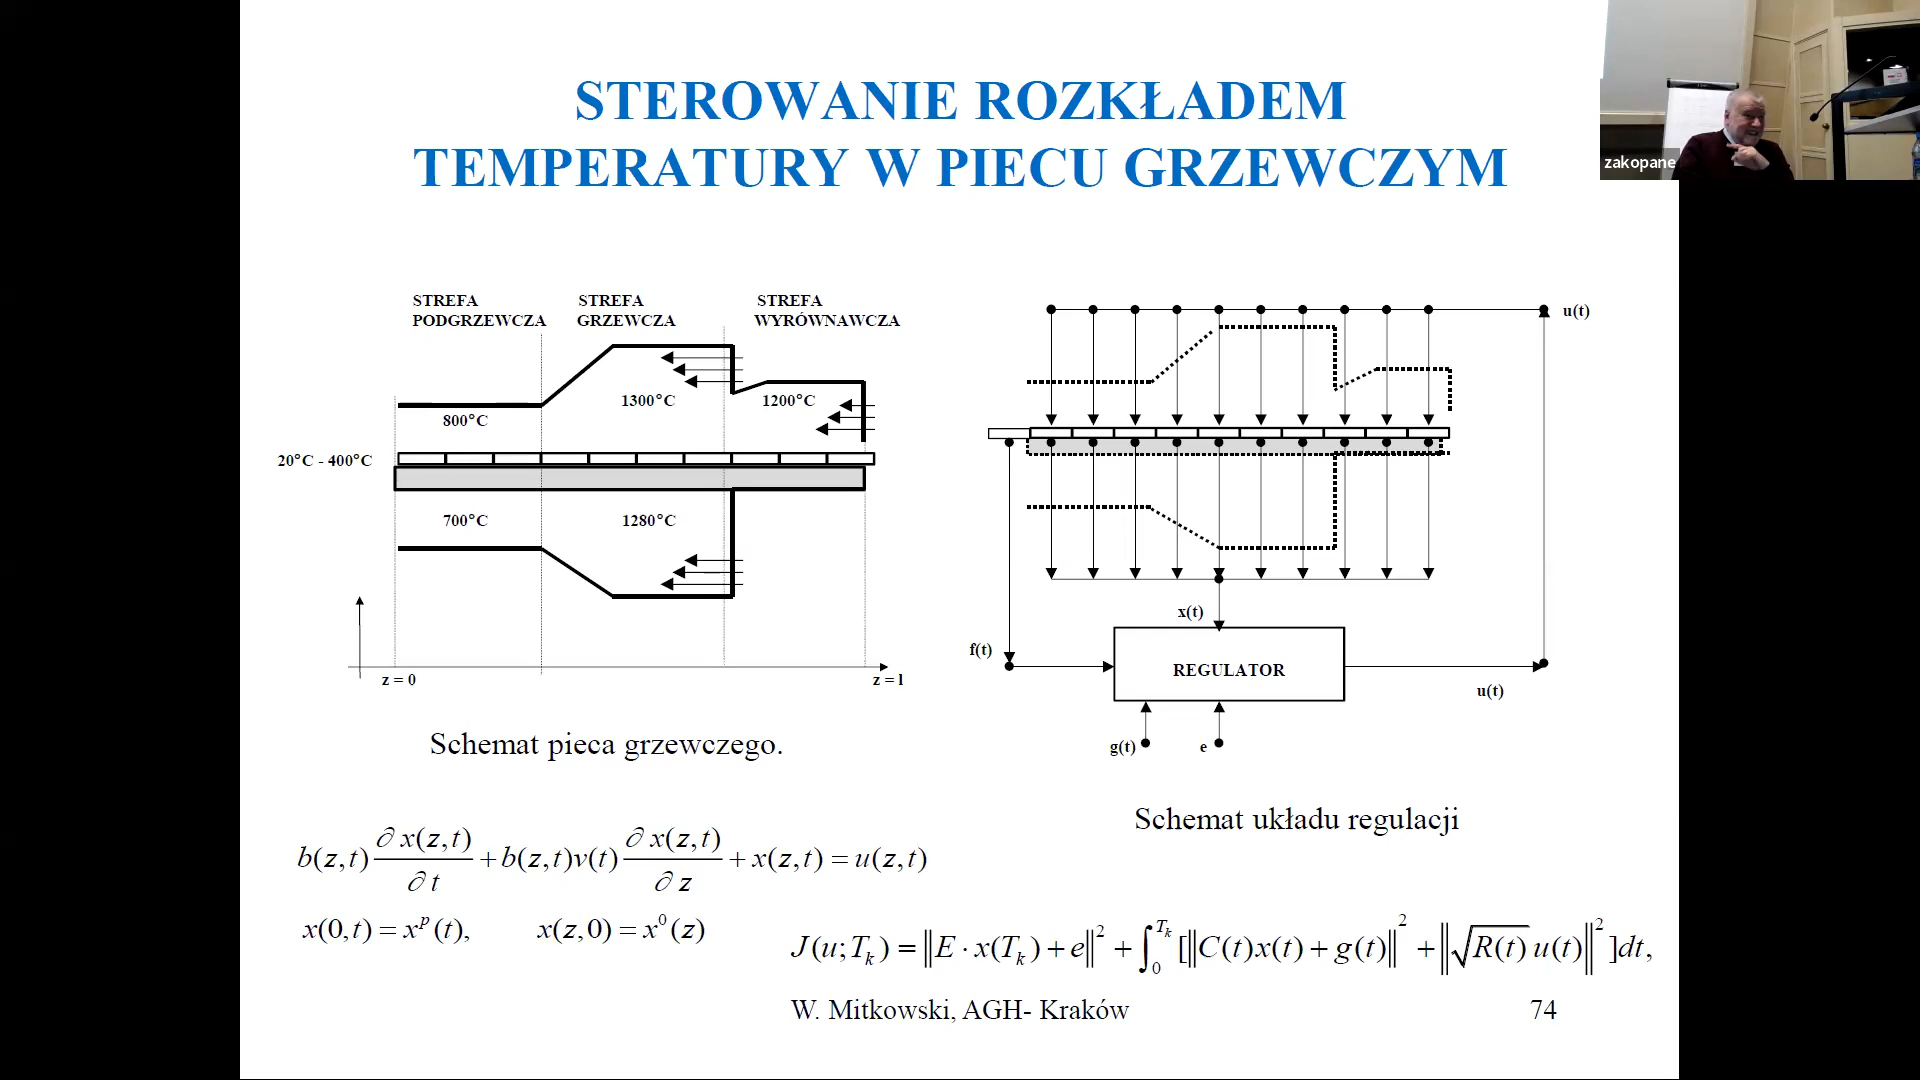 STEROWANIE ROZKŁADEM
TEMPERATURY W PIECU GRZEWCZYM
zakopane
STREFA
PODGRZEWCZA
STREFA
GRZEWCZA
STREFA
WYRÓWNAWCZA
800°C
1300°C
1200°C
20°C - 400°C
700°C
1280°C
z = 0
z = l
Schemat pieca grzewczego.
u(t)
x(t)
f(t)
REGULATOR
u(t)
g(t)
e
Schemat układu regulacji
b(z,t) ∂x(z,t)/∂t + b(z,t)v(t) ∂x(z,t)/∂z + x(z,t) = u(z,t)
x(0,t) = x^p(t), x(z,0) = x^0(z)
J(u;T_k) = ||E·x(T_k)+e||^2 + ∫_0^{T_k} [||C(t)x(t)+g(t)||^2 + ||√R(t) u(t)||^2]dt,
W. Mitkowski, AGH- Kraków
74